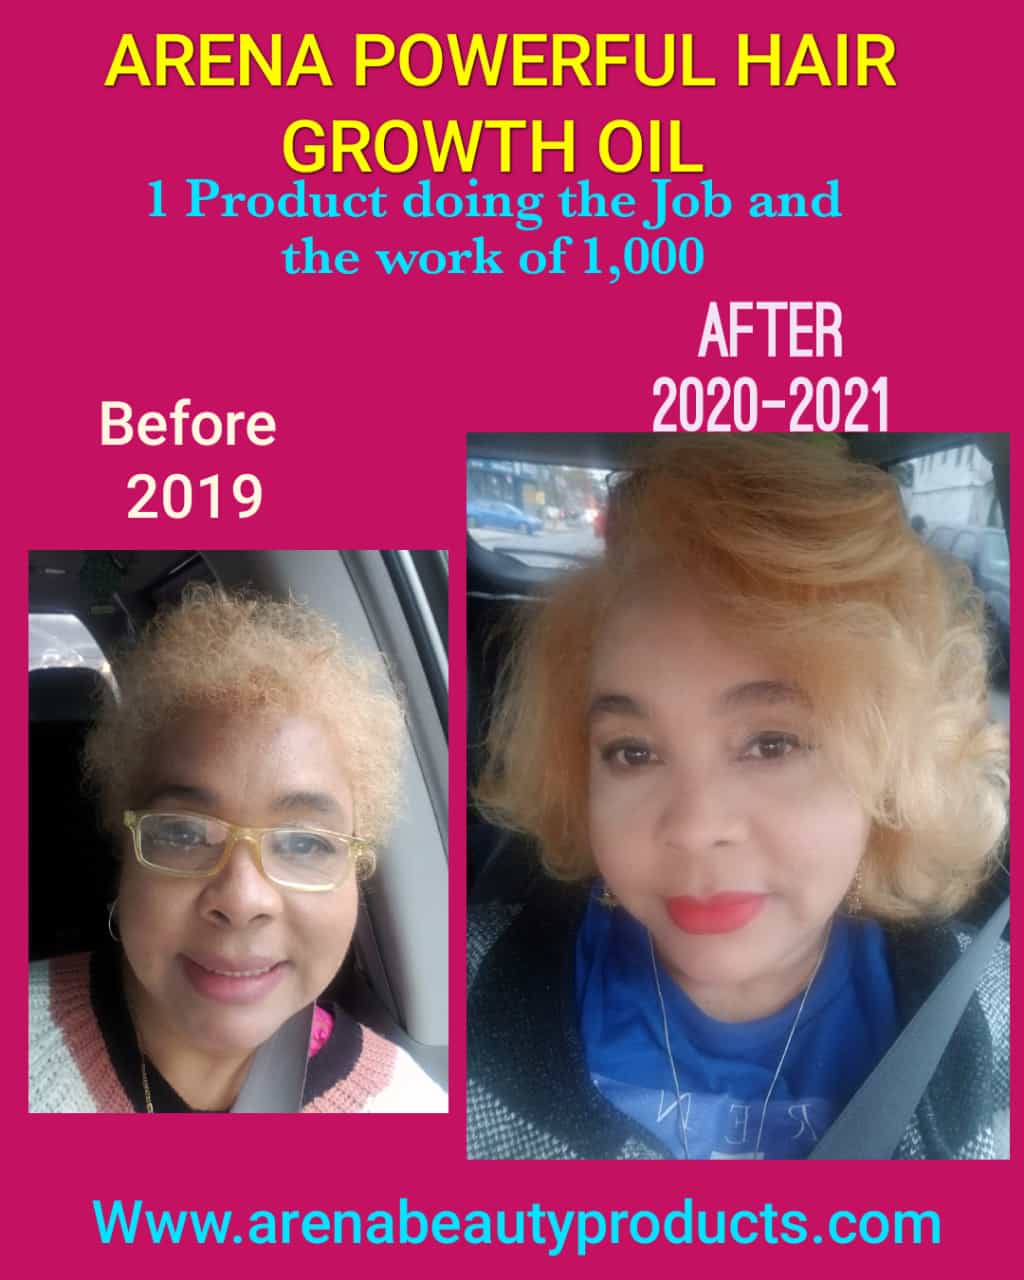 ARENA POWERFUL HAIR
GROWTH OIL
1 Product doing the Job and
the work of 1,000
AFTER
2020-2021
Before
2019
REN
Www.arenabeautyproducts.com